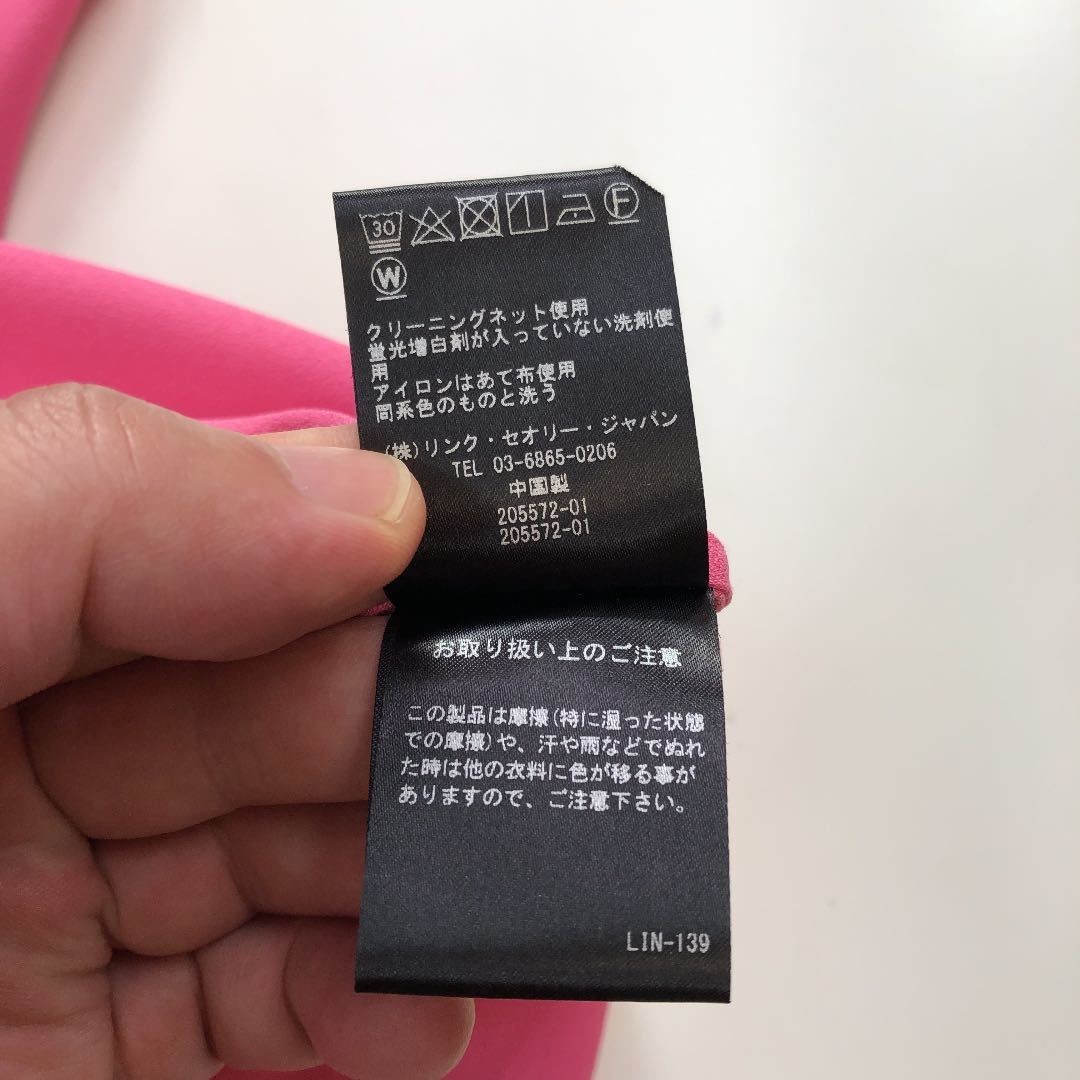 30
F
W
クリーニングネット使用
蛍光増白剤が入っていない洗剤使
用
アイロンはあて布使用
同系色のものと洗う
(株)リンク・セオリー・ジャパン
TEL 03-6865-0206
中国製
205572-01
205572-01
お取り扱い上のご注意
この製品は摩擦(特に湿った状態
での摩擦)や、汗や雨などでぬれ
た時は他の衣料に色が移る事が
ありますので、ご注意下さい。
LIN-139